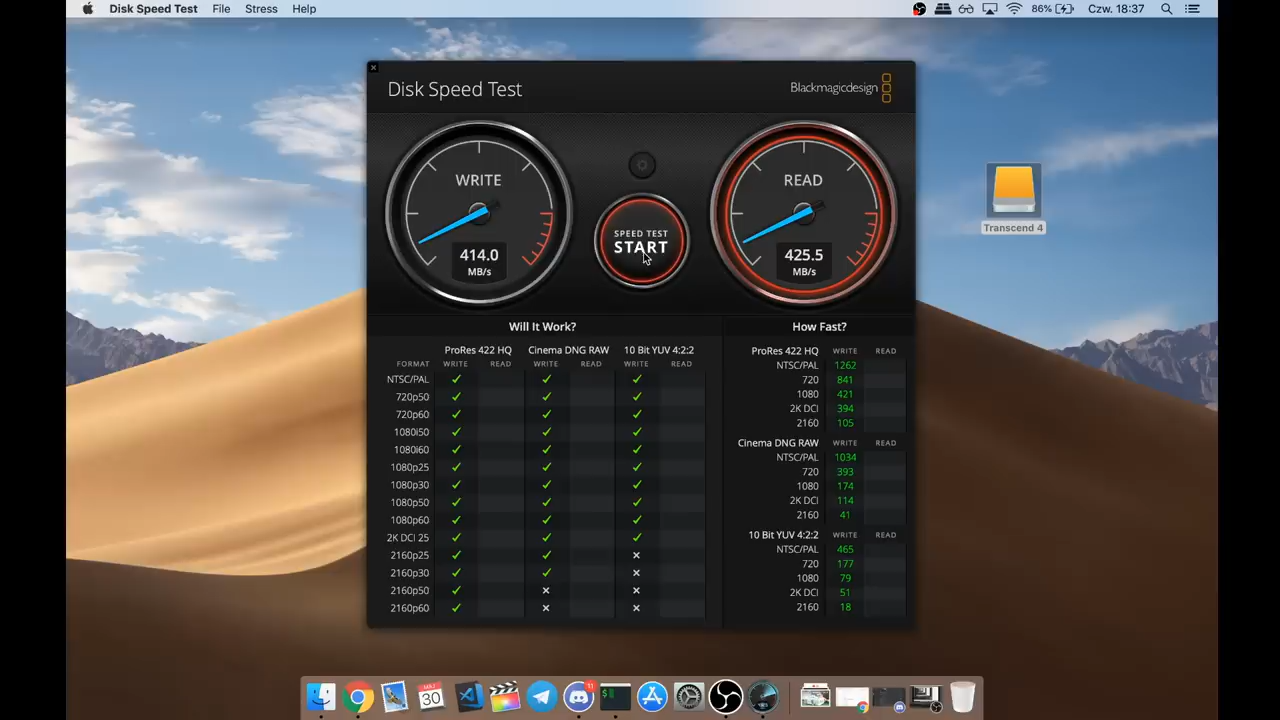 Disk Speed Test File Stress Help 86% Czw. 18:37
Disk Speed Test
Blackmagicdesign
WRITE
414.0
MB/s
SPEED TEST
START
READ
425.5
MB/s
Transcend 4
Will It Work?
ProRes 422 HQ Cinema DNG RAW 10 Bit YUV 4:2:2
FORMAT WRITE READ WRITE READ WRITE READ
NTSC/PAL ✓ ✓ ✓
720p50 ✓ ✓ ✓
720p60 ✓ ✓ ✓
1080i50 ✓ ✓ ✓
1080i60 ✓ ✓ ✓
1080p25 ✓ ✓ ✓
1080p30 ✓ ✓ ✓
1080p50 ✓ ✓ ✓
1080p60 ✓ ✓ ✓
2K DCI 25 ✓ ✓ ✓
2160p25 ✓ ✓ ×
2160p30 ✓ ✓ ×
2160p50 ✓ × ×
2160p60 ✓ × ×
How Fast?
ProRes 422 HQ WRITE READ
NTSC/PAL 1262
720 841
1080 421
2K DCI 394
2160 105
Cinema DNG RAW WRITE READ
NTSC/PAL 1034
720 393
1080 174
2K DCI 114
2160 41
10 Bit YUV 4:2:2 WRITE READ
NTSC/PAL 465
720 177
1080 79
2K DCI 51
2160 18
30
11